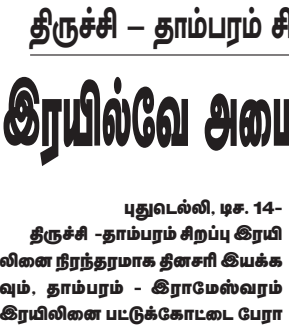 திருச்சி – தாம்பரம் சி
இரயில்வே அமை
புதுடெல்லி, டிச. 14-
திருச்சி -தாம்பரம் சிறப்பு இரயி
லினை நிரந்தரமாக தினசரி இயக்க
வும், தாம்பரம் - இராமேஸ்வரம்
இரயிலினை பட்டுக்கோட்டை பேரா